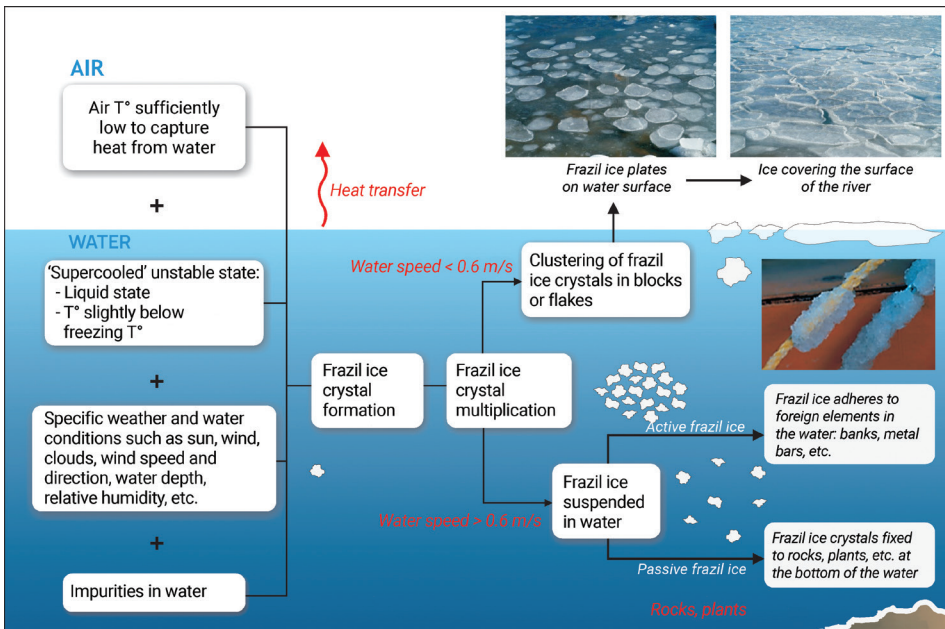 AIR
Air T° sufficiently
low to capture
heat from water
+
WATER
'Supercooled' unstable state:
- Liquid state
- T° slightly below
freezing T°
+
Specific weather and water
conditions such as sun, wind,
clouds, wind speed and
direction, water depth,
relative humidity, etc.
+
Impurities in water
Heat transfer
Frazil ice
crystal
formation
Frazil ice
crystal
multiplication
Water speed < 0.6 m/s
Clustering of frazil
ice crystals in blocks
or flakes
Frazil ice plates
on water surface
Ice covering the surface
of the river
Water speed > 0.6 m/s
Frazil ice
suspended
in water
Active frazil ice
Frazil ice adheres to
foreign elements in
the water: banks, metal
bars, etc.
Passive frazil ice
Frazil ice crystals fixed
to rocks, plants, etc. at
the bottom of the water
Rocks, plants